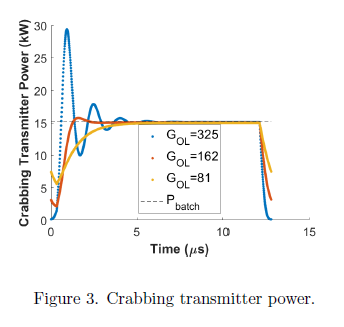 Crabbing Transmitter Power (kW)
30
25
20
15
10
5
0
G_OL=325
G_OL=162
G_OL=81
P_batch
0 5 10 15
Time (μs)
Figure 3. Crabbing transmitter power.